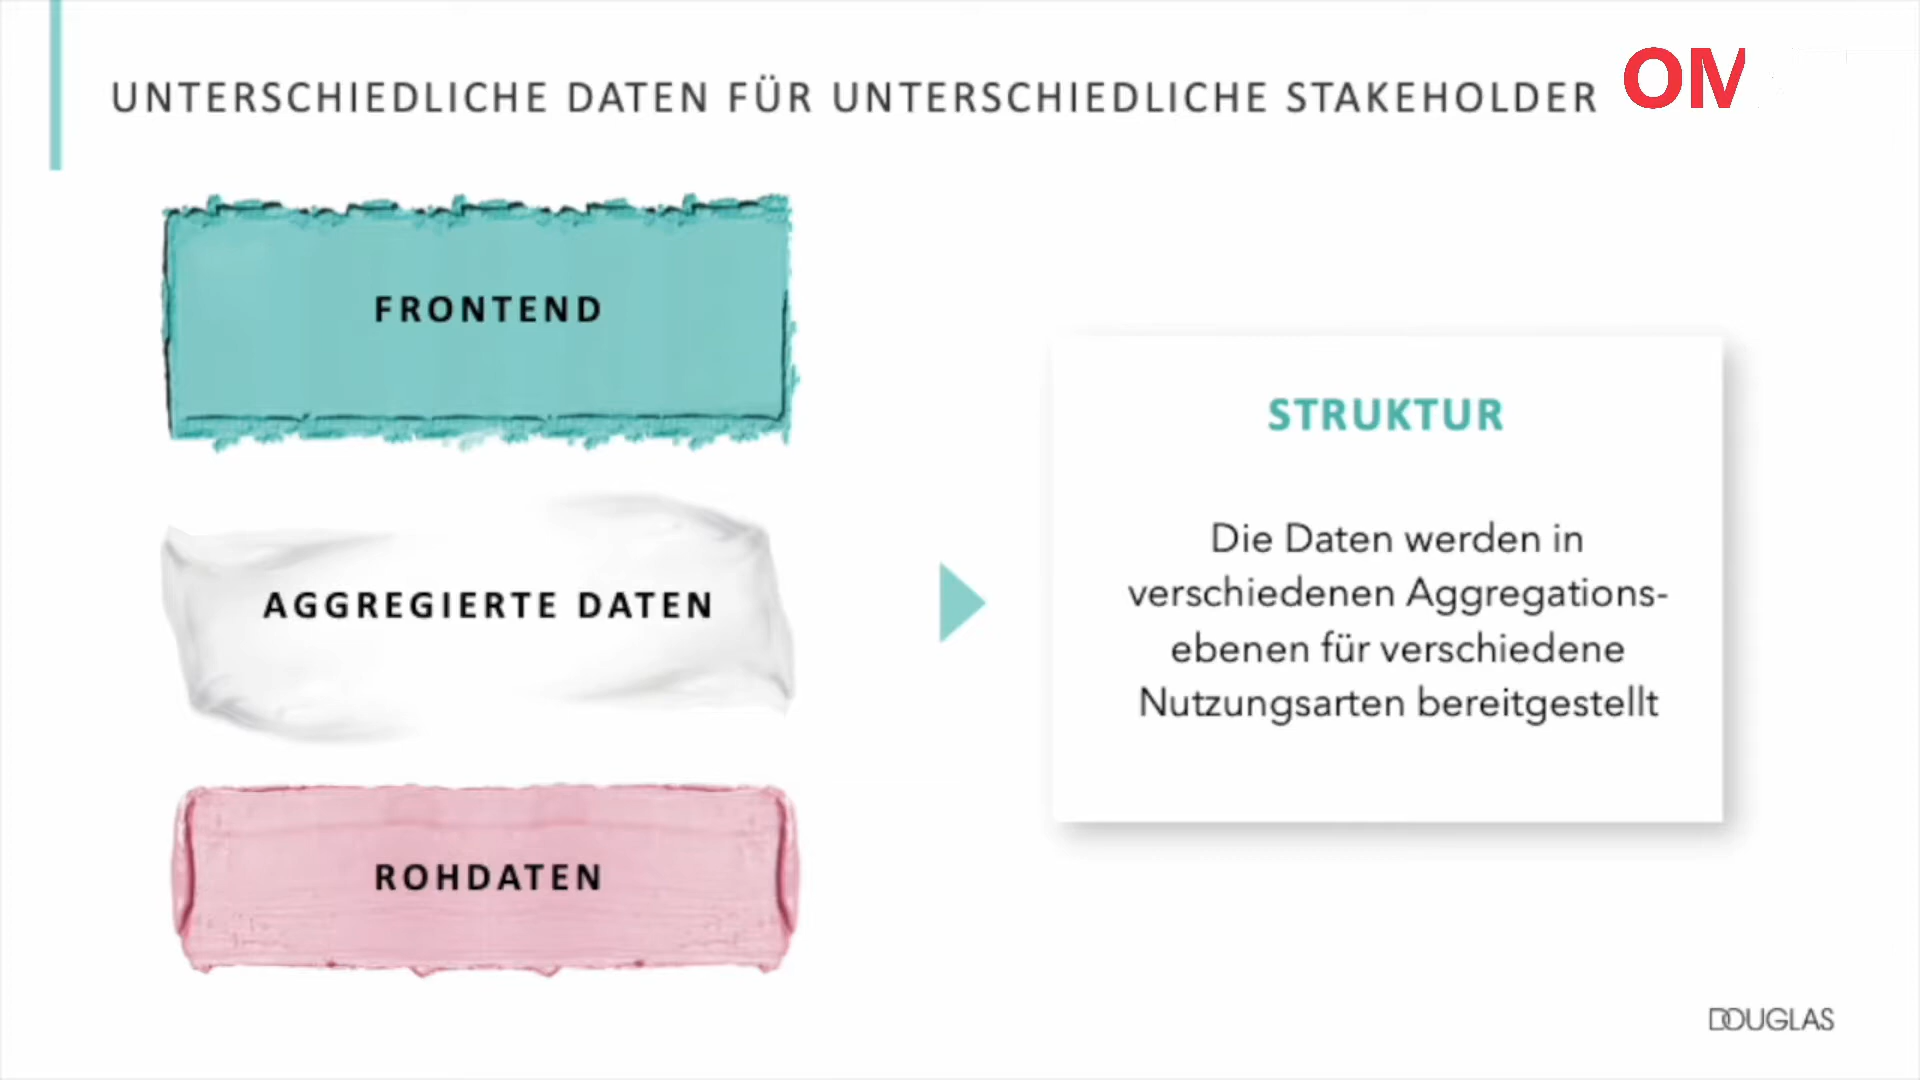 UNTERSCHIEDLICHE DATEN FÜR UNTERSCHIEDLICHE STAKEHOLDER
OM
FRONTEND
AGGREGIERTE DATEN
ROHDATEN
STRUKTUR
Die Daten werden in
verschiedenen Aggregations-
ebenen für verschiedene
Nutzungsarten bereitgestellt
DOUGLAS